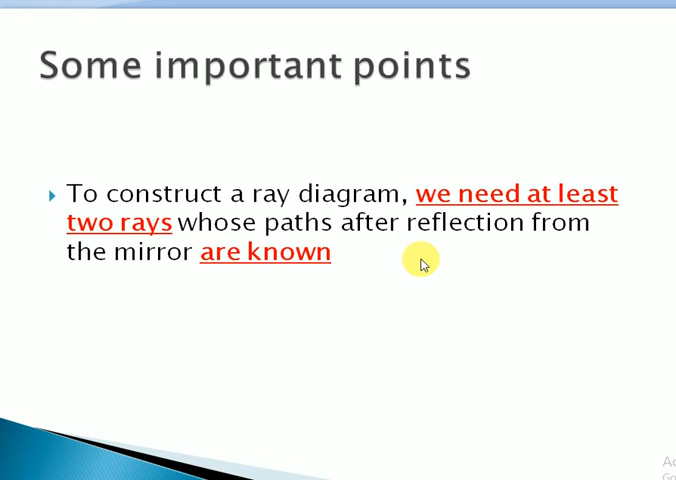 Some important points
To construct a ray diagram, we need at least
two rays whose paths after reflection from
the mirror are known